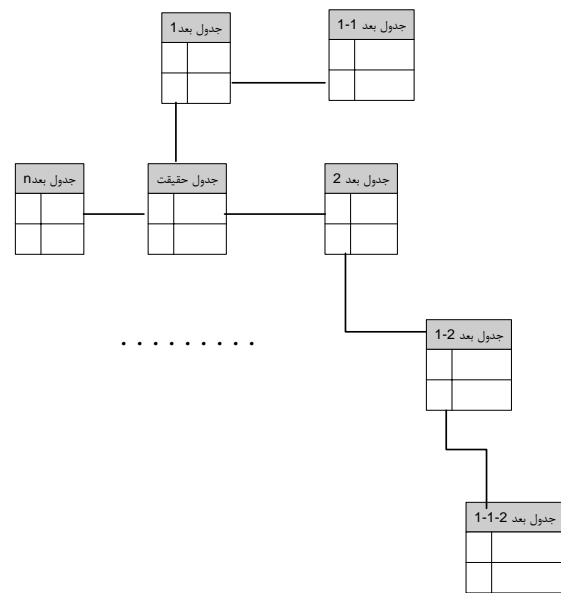 جدول بعد1
جدول بعد 1-1
جدول بعدn
جدول حقیقت
جدول بعد 2
. . . . . . . . .
جدول بعد 2-1
جدول بعد 2-1-1